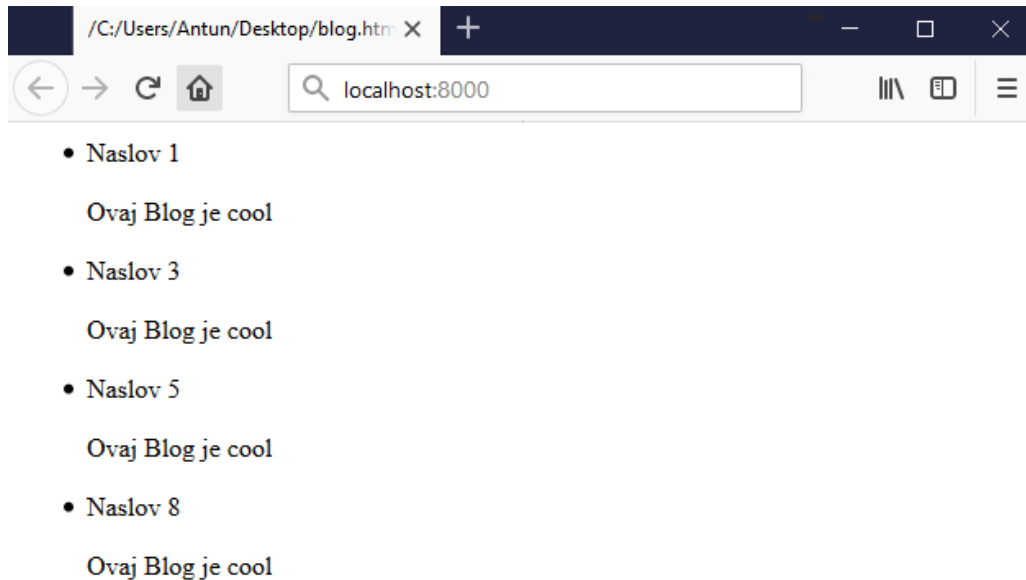 /C:/Users/Antun/Desktop/blog.htm
localhost:8000
Naslov 1
Ovaj Blog je cool
Naslov 3
Ovaj Blog je cool
Naslov 5
Ovaj Blog je cool
Naslov 8
Ovaj Blog je cool